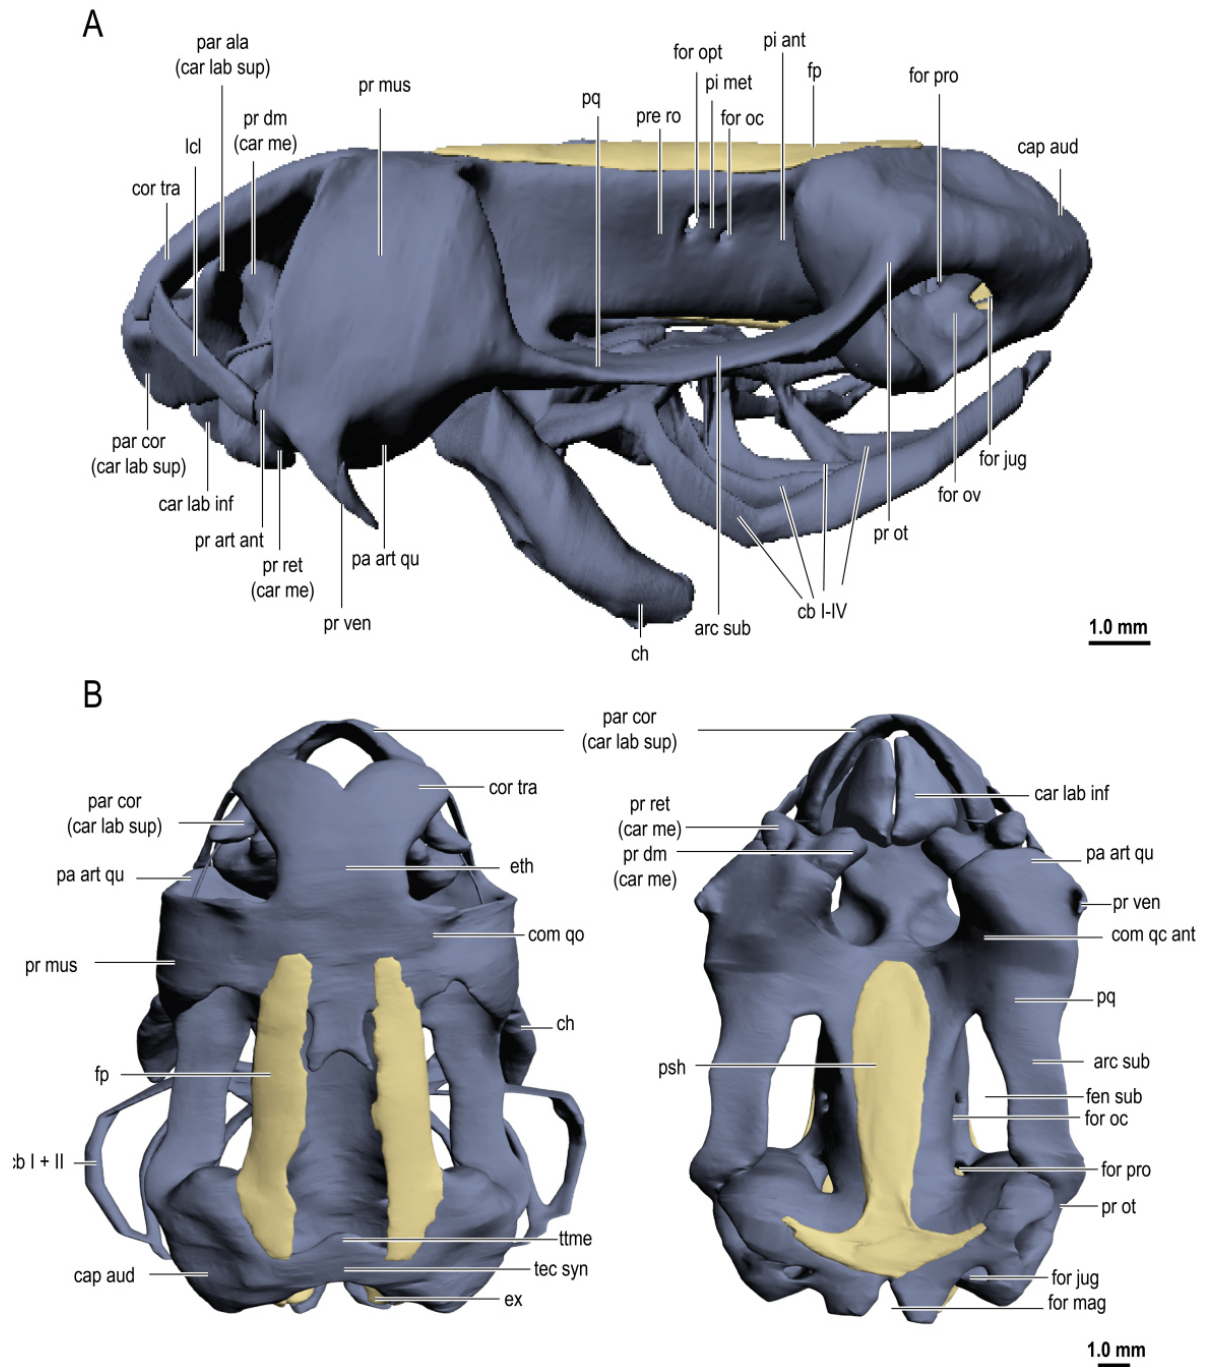 A
par ala
(car lab sup)
pr dm
(car me)
lcl
cor tra
pr mus
pq
pre ro
for opt
pi met
for oc
pi ant
fp
for pro
cap aud
par cor
(car lab sup)
car lab inf
pr art ant
pr ret
(car me)
pr ven
pa art qu
ch
arc sub
cb I-IV
pr ot
for ov
for jug
1.0 mm
B
par cor
(car lab sup)
cor tra
par cor
(car lab sup)
pa art qu
eth
com qo
pr mus
ch
fp
cb I + II
ttme
cap aud
tec syn
ex
car lab inf
pr ret
(car me)
pr dm
(car me)
pa art qu
pr ven
com qc ant
pq
psh
arc sub
fen sub
for oc
for pro
pr ot
for jug
for mag
1.0 mm